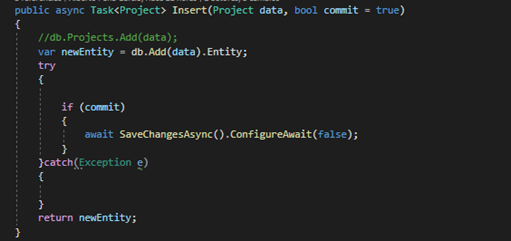 public async Task<Project> Insert(Project data, bool commit = true)
{
//db.Projects.Add(data);
var newEntity = db.Add(data).Entity;
try
{
if (commit)
{
await SaveChangesAsync().ConfigureAwait(false);
}
}catch(Exception e)
{
}
return newEntity;
}